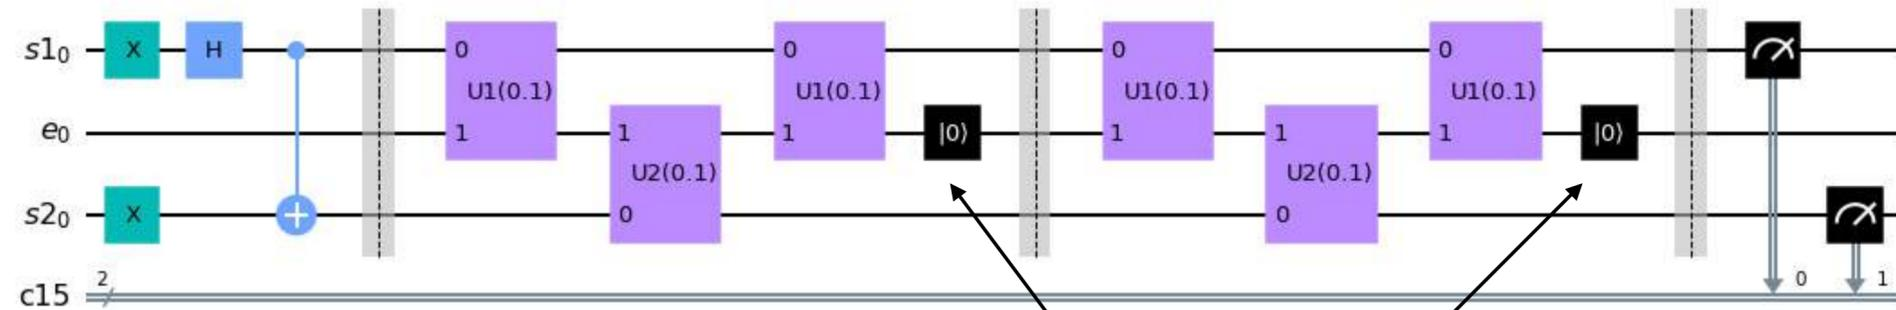 s1₀ X H 0 U1(0.1) 1 0 U1(0.1) 1 0 U1(0.1) 1 0 U1(0.1) 1
e₀ 1 U2(0.1) 0 |0⟩ 1 U2(0.1) 0 |0⟩
s2₀ X
c15 2 0 1